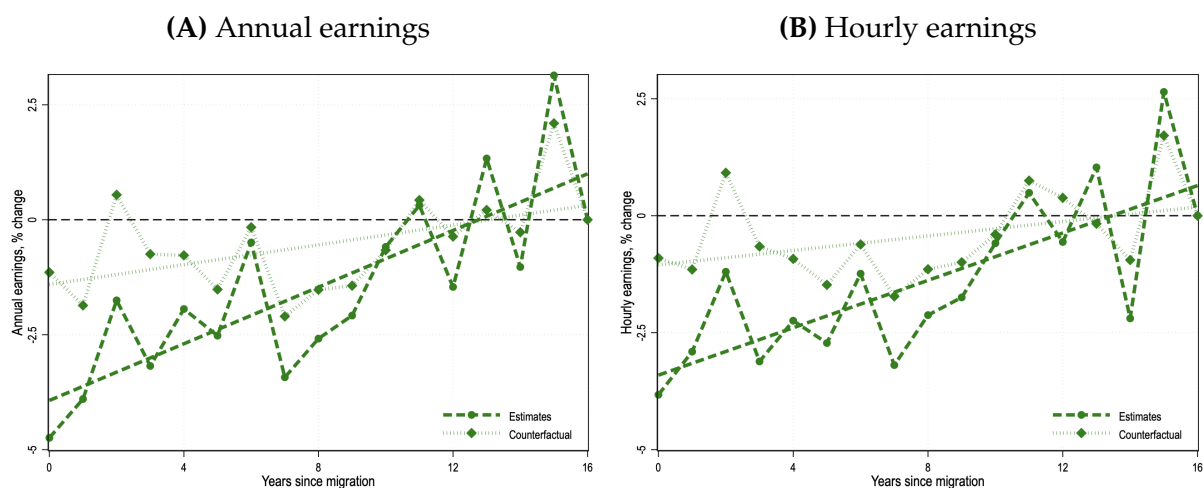 (A) Annual earnings
Annual earnings, % change
2.5
0
-2.5
-5
0 4 8 12 16
Years since migration
Estimates
Counterfactual
(B) Hourly earnings
Hourly earnings, % change
2.5
0
-2.5
-5
0 4 8 12 16
Years since migration
Estimates
Counterfactual